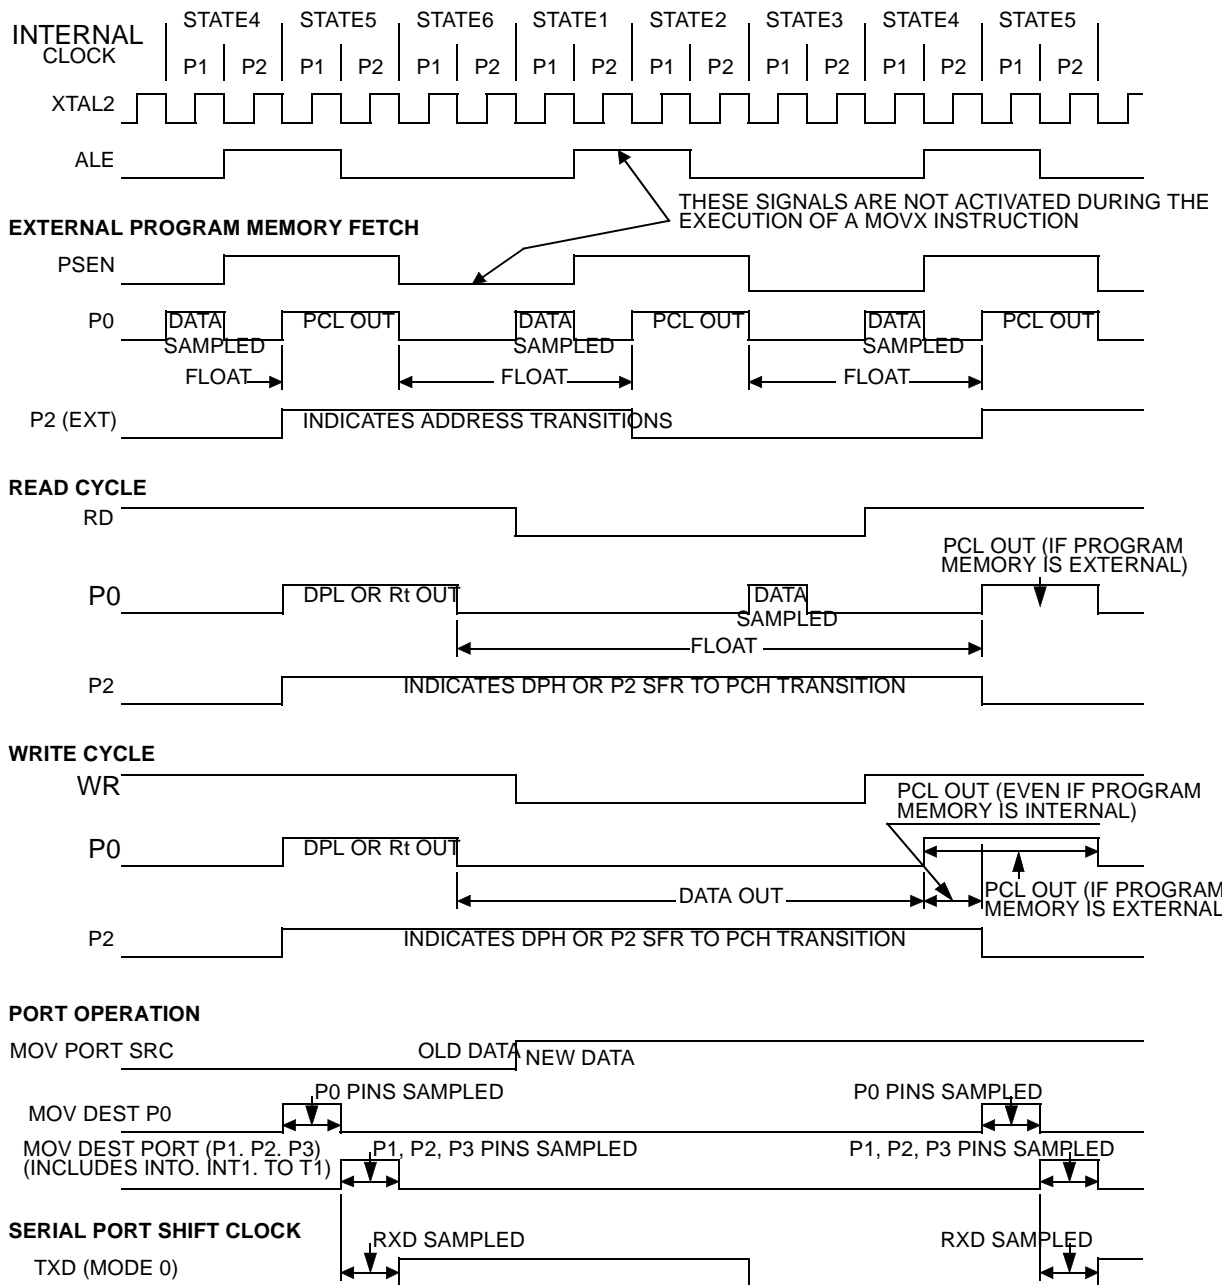 STATE4 STATE5 STATE6 STATE1 STATE2 STATE3 STATE4 STATE5
INTERNAL
CLOCK
P1 P2 P1 P2 P1 P2 P1 P2 P1 P2 P1 P2 P1 P2 P1 P2
XTAL2
ALE
THESE SIGNALS ARE NOT ACTIVATED DURING THE
EXECUTION OF A MOVX INSTRUCTION
EXTERNAL PROGRAM MEMORY FETCH
PSEN
P0 DATA PCL OUT DATA PCL OUT DATA PCL OUT
SAMPLED SAMPLED SAMPLED
FLOAT FLOAT FLOAT
P2 (EXT) INDICATES ADDRESS TRANSITIONS
READ CYCLE
RD
PCL OUT (IF PROGRAM
MEMORY IS EXTERNAL)
P0 DPL OR Rt OUT DATA
SAMPLED
FLOAT
P2 INDICATES DPH OR P2 SFR TO PCH TRANSITION
WRITE CYCLE
WR
PCL OUT (EVEN IF PROGRAM
MEMORY IS INTERNAL)
P0 DPL OR Rt OUT
DATA OUT
PCL OUT (IF PROGRAM
MEMORY IS EXTERNAL
P2 INDICATES DPH OR P2 SFR TO PCH TRANSITION
PORT OPERATION
MOV PORT SRC OLD DATA NEW DATA
P0 PINS SAMPLED P0 PINS SAMPLED
MOV DEST P0
MOV DEST PORT (P1. P2. P3) P1, P2, P3 PINS SAMPLED P1, P2, P3 PINS SAMPLED
(INCLUDES INTO. INT1. TO T1)
SERIAL PORT SHIFT CLOCK
RXD SAMPLED RXD SAMPLED
TXD (MODE 0)